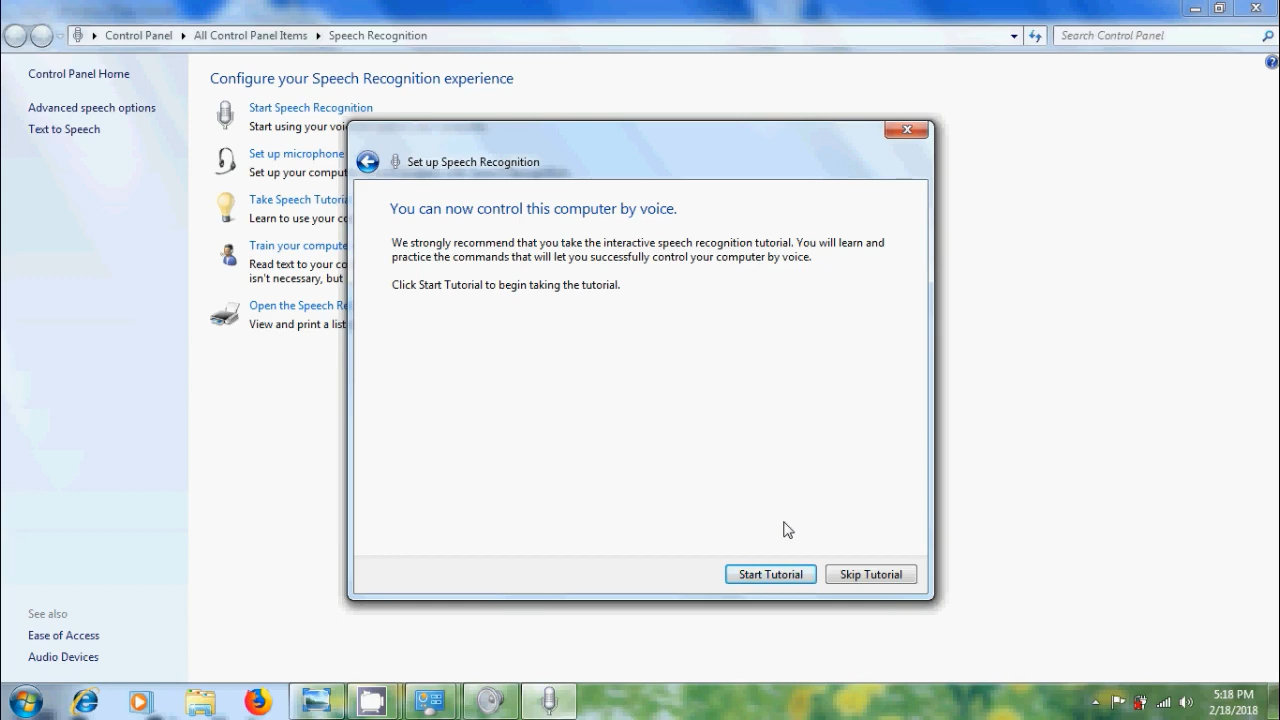 Control Panel All Control Panel Items Speech Recognition
Search Control Panel
Control Panel Home
Advanced speech options
Text to Speech
See also
Ease of Access
Audio Devices
Configure your Speech Recognition experience
Start Speech Recognition
Start using your voi
Set up microphone
Set up your comput
Take Speech Tutoria
Learn to use your co
Train your compute
Read text to your co
isn't necessary, but
Open the Speech Re
View and print a list
Set up Speech Recognition
You can now control this computer by voice.
We strongly recommend that you take the interactive speech recognition tutorial. You will learn and
practice the commands that will let you successfully control your computer by voice.
Click Start Tutorial to begin taking the tutorial.
Start Tutorial Skip Tutorial
5:18 PM
2/18/2018